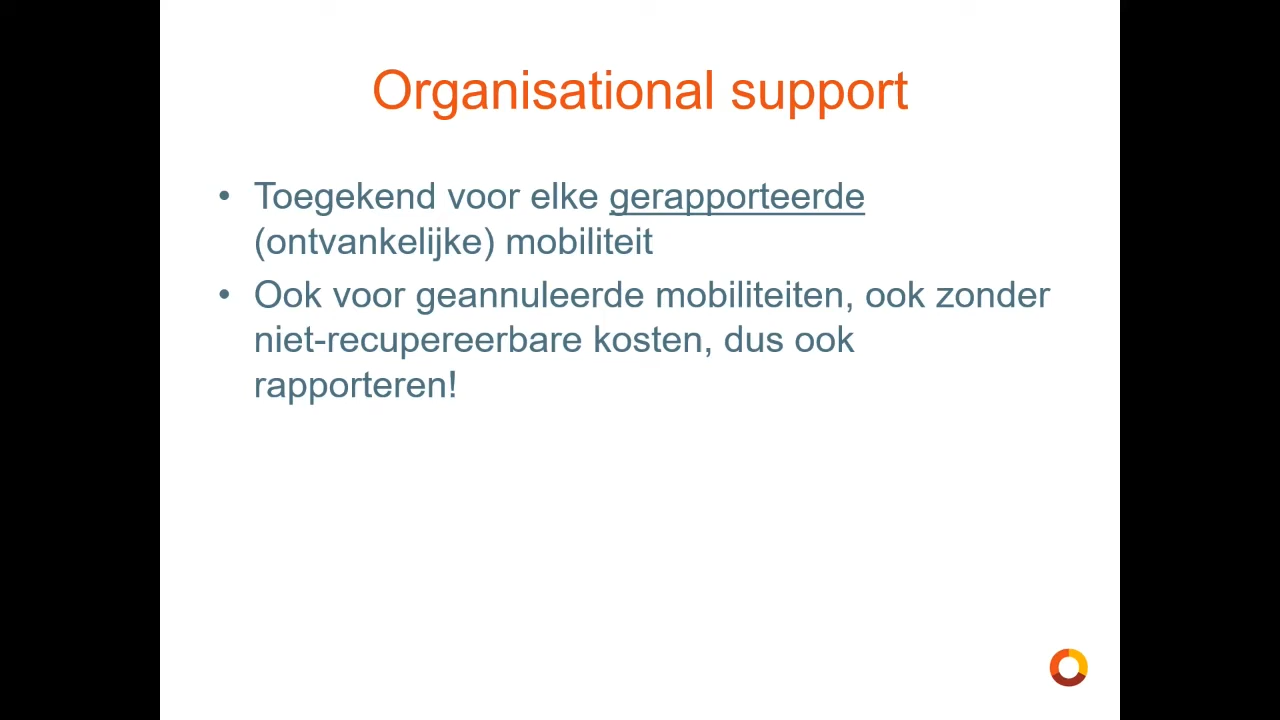 Organisational support
• Toegekend voor elke gerapporteerde
(ontvankelijke) mobiliteit
• Ook voor geannuleerde mobiliteiten, ook zonder
niet-recupereerbare kosten, dus ook
rapporteren!